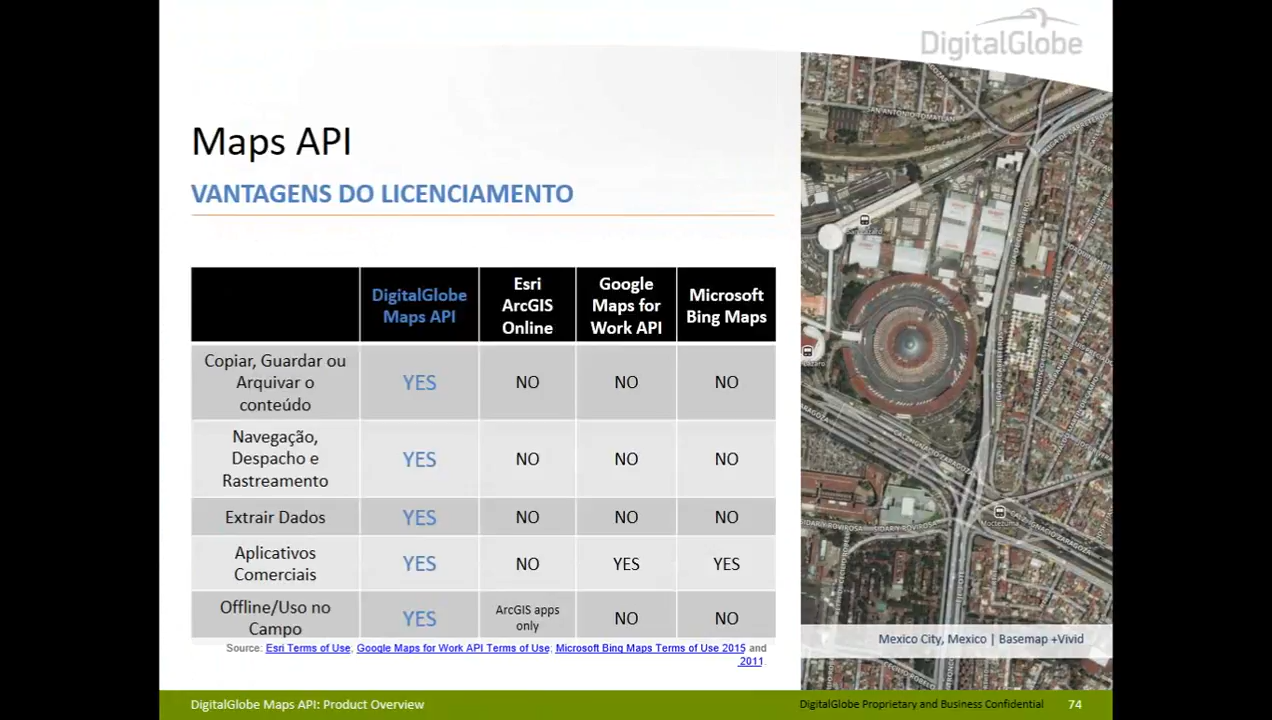 DigitalGlobe
Maps API
VANTAGENS DO LICENCIAMENTO
DigitalGlobe
Maps API
Esri
ArcGIS
Online
Google
Maps for
Work API
Microsoft
Bing Maps
Copiar, Guardar ou
Arquivar o
conteúdo
YES
NO
NO
NO
Navegação,
Despacho e
Rastreamento
YES
NO
NO
NO
Extrair Dados
YES
NO
NO
NO
Aplicativos
Comerciais
YES
NO
YES
YES
Offline/Uso no
Campo
YES
ArcGIS apps
only
NO
NO
Source: Esri Terms of Use, Google Maps for Work API Terms of Use; Microsoft Bing Maps Terms of Use 2015 and
2011.
SAN ANTONIO TOMATLAN
Moctezuma
Mexico City, Mexico | Basemap +Vivid
DigitalGlobe Maps API: Product Overview
DigitalGlobe Proprietary and Business Confidential
74